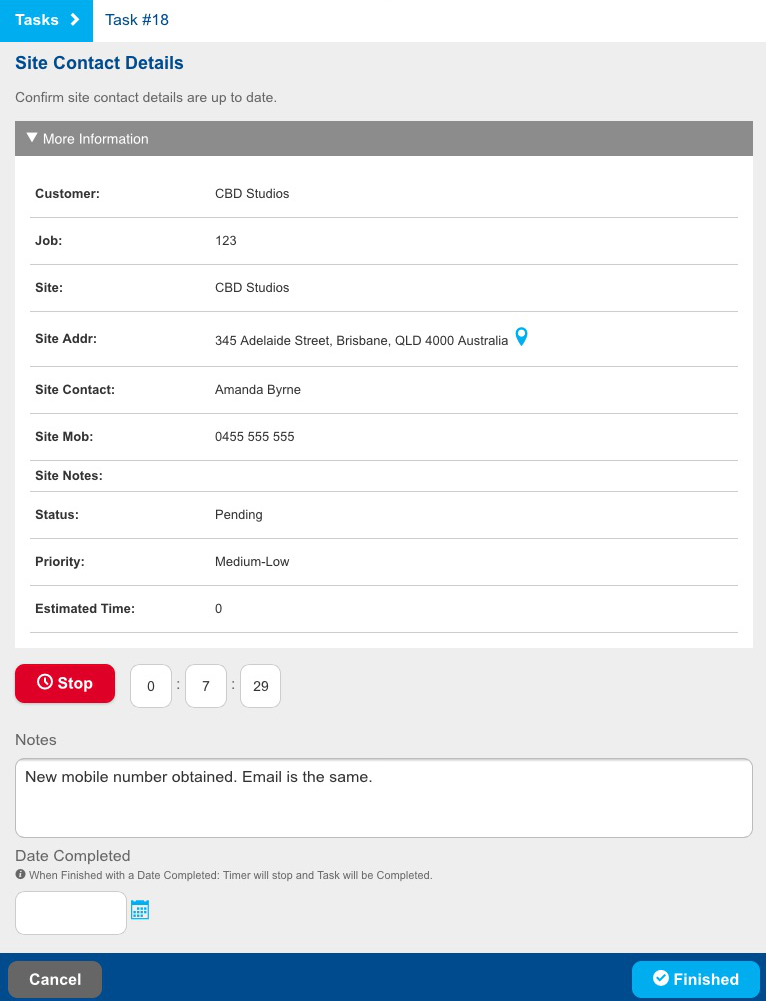 Tasks Task #18
Site Contact Details
Confirm site contact details are up to date.
More Information
Customer: CBD Studios
Job: 123
Site: CBD Studios
Site Addr: 345 Adelaide Street, Brisbane, QLD 4000 Australia
Site Contact: Amanda Byrne
Site Mob: 0455 555 555
Site Notes:
Status: Pending
Priority: Medium-Low
Estimated Time: 0
Stop 0 : 7 : 29
Notes
New mobile number obtained. Email is the same.
Date Completed
When Finished with a Date Completed: Timer will stop and Task will be Completed.
Cancel Finished